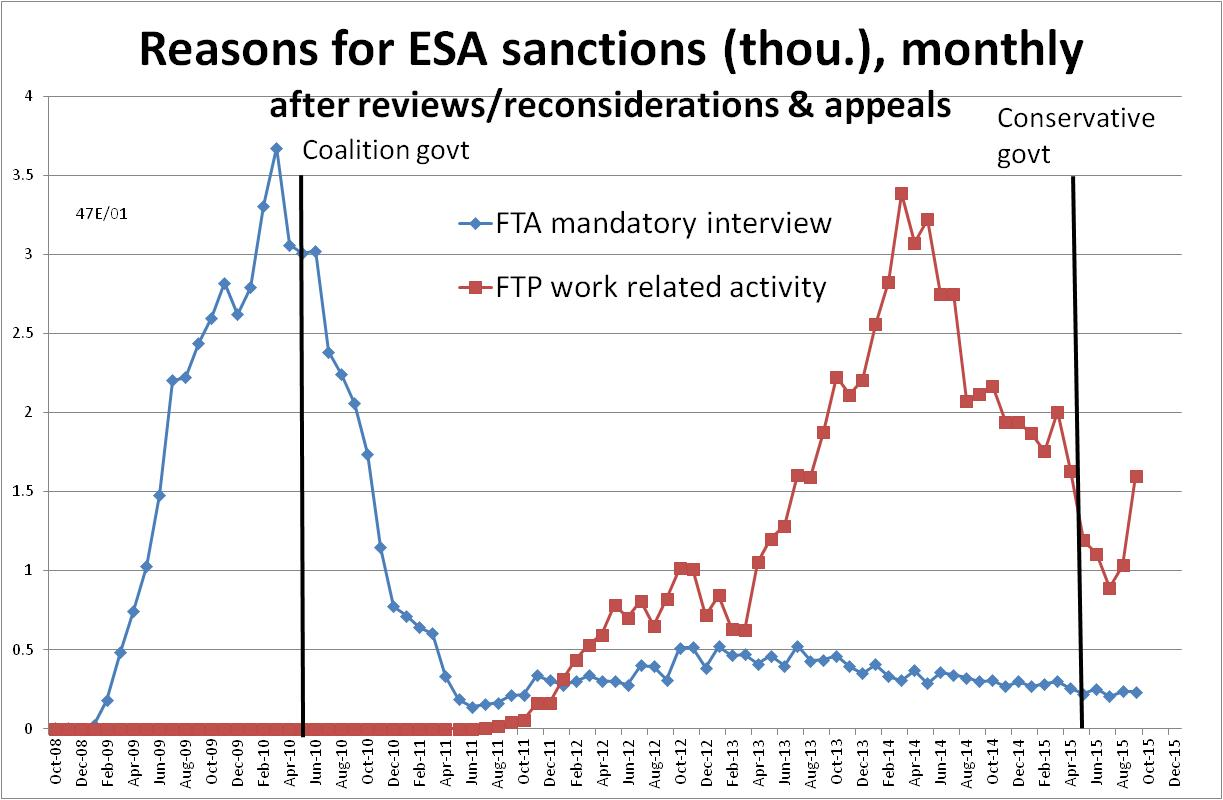 Reasons for ESA sanctions (thou.), monthly
after reviews/reconsiderations & appeals
Coalition govt
Conservative
govt
47E/01
FTA mandatory interview
FTP work related activity
4
3.5
3
2.5
2
1.5
1
0.5
0
Oct-08
Dec-08
Feb-09
Apr-09
Jun-09
Aug-09
Oct-09
Dec-09
Feb-10
Apr-10
Jun-10
Aug-10
Oct-10
Dec-10
Feb-11
Apr-11
Jun-11
Aug-11
Oct-11
Dec-11
Feb-12
Apr-12
Jun-12
Aug-12
Oct-12
Dec-12
Feb-13
Apr-13
Jun-13
Aug-13
Oct-13
Dec-13
Feb-14
Apr-14
Jun-14
Aug-14
Oct-14
Dec-14
Feb-15
Apr-15
Jun-15
Aug-15
Oct-15
Dec-15